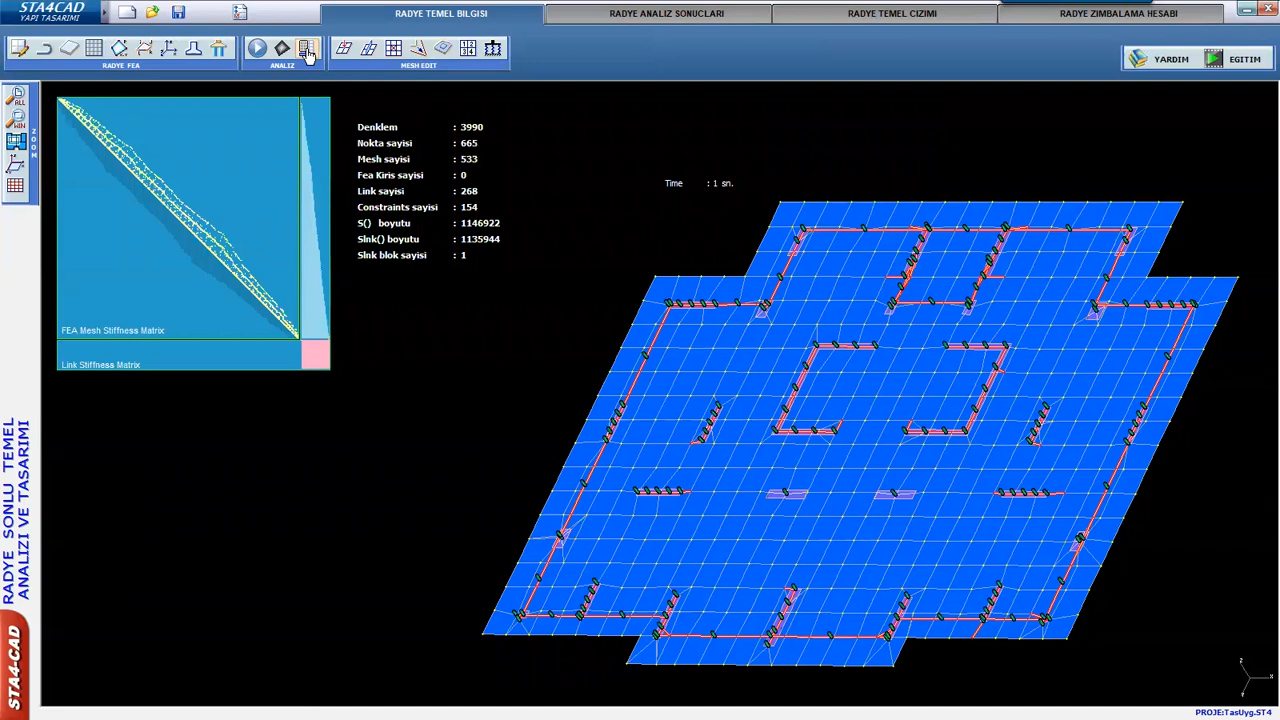 STA4CAD
YAPI TASARIMI
RADYE TEMEL BILGISI
RADYE ANALIZ SONUCLARI
RADYE TEMEL CIZIMI
RADYE ZIMBALAMA HESABI
RADYE FEA
ANALIZ
MESH EDIT
YARDIM
EGITIM
ALL
WIN
ZOOM
Denklem : 3990
Nokta sayisi : 665
Mesh sayisi : 533
Fea Kiris sayisi : 0
Link sayisi : 268
Constraints sayisi : 154
S() boyutu : 1146922
Slnk() boyutu : 1135944
Slnk blok sayisi : 1
Time : 1 sn.
FEA Mesh Stiffness Matrix
Link Stiffness Matrix
RADYE SONLU TEMEL
ANALIZI VE TASARIMI
STA4-CAD
PROJE:TasUyg.ST4